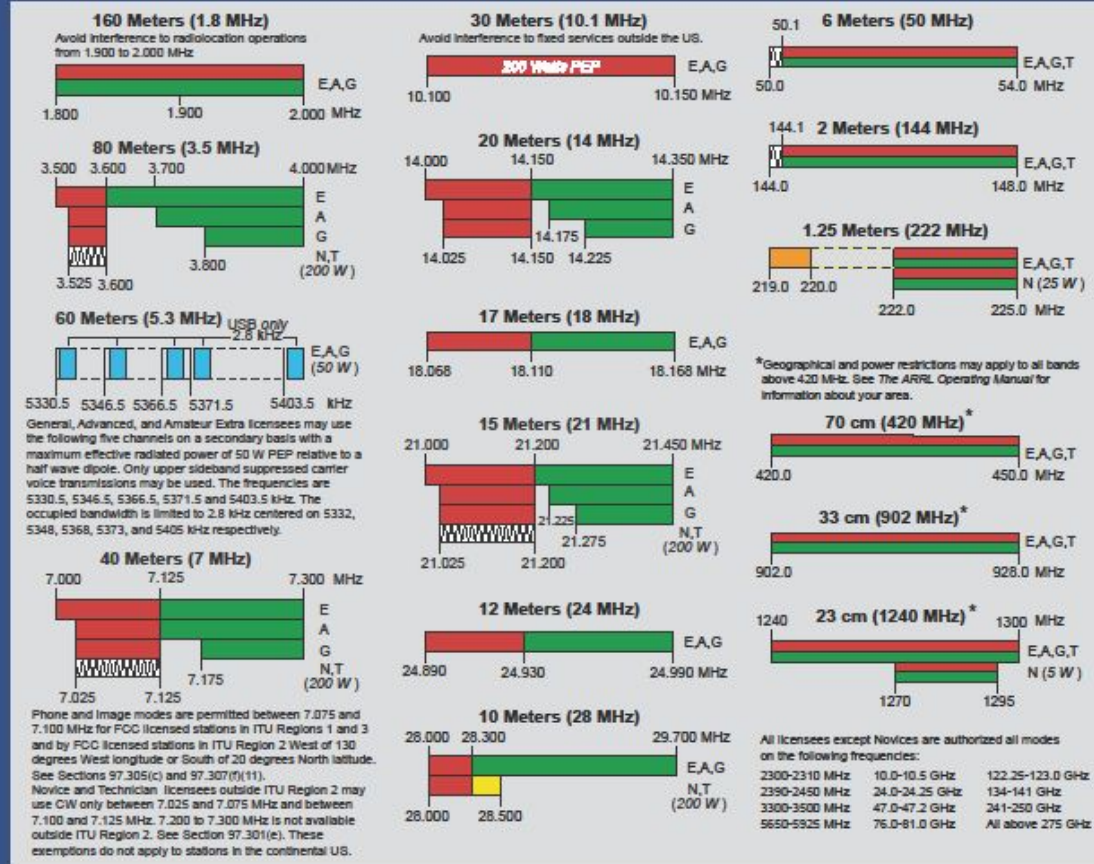 160 Meters (1.8 MHz)
Avoid interference to radiolocation operations
from 1.900 to 2.000 MHz
E,A,G
1.800 1.900 2.000 MHz
80 Meters (3.5 MHz)
3.500 3.600 3.700 4.000 MHz
E
A
G
3.800
N,T
(200 W)
3.525 3.600
60 Meters (5.3 MHz)
USB only
2.8 kHz
E,A,G
(50 W)
5330.5 5346.5 5366.5 5371.5 5403.5 kHz
General, Advanced, and Amateur Extra licensees may use
the following five channels on a secondary basis with a
maximum effective radiated power of 50 W PEP relative to a
half wave dipole. Only upper sideband suppressed carrier
voice transmissions may be used. The frequencies are
5330.5, 5346.5, 5366.5, 5371.5 and 5403.5 kHz. The
occupied bandwidth is limited to 2.8 kHz centered on 5332,
5348, 5368, 5373, and 5405 kHz respectively.
40 Meters (7 MHz)
7.000 7.125 7.300 MHz
E
A
G
N,T
(200 W)
7.175
7.025 7.125
Phone and Image modes are permitted between 7.075 and
7.100 MHz for FCC licensed stations in ITU Regions 1 and 3
and by FCC licensed stations in ITU Region 2 West of 130
degrees West longitude or South of 20 degrees North latitude.
See Sections 97.305(c) and 97.307(f)(11).
Novice and Technician licensees outside ITU Region 2 may
use CW only between 7.025 and 7.075 MHz and between
7.100 and 7.125 MHz. 7.200 to 7.300 MHz is not available
outside ITU Region 2. See Section 97.301(e). These
exemptions do not apply to stations in the continental US.
30 Meters (10.1 MHz)
Avoid interference to fixed services outside the US.
200 Watts PEP
E,A,G
10.100 10.150 MHz
20 Meters (14 MHz)
14.000 14.150 14.350 MHz
E
A
G
14.175
14.025 14.150 14.225
17 Meters (18 MHz)
E,A,G
18.068 18.110 18.168 MHz
15 Meters (21 MHz)
21.000 21.200 21.450 MHz
E
A
G
21.225
N,T
(200 W)
21.275
21.025 21.200
12 Meters (24 MHz)
E,A,G
24.890 24.930 24.990 MHz
10 Meters (28 MHz)
28.000 28.300 29.700 MHz
E,A,G
N,T
(200 W)
28.000 28.500
6 Meters (50 MHz)
50.1
E,A,G,T
50.0 54.0 MHz
2 Meters (144 MHz)
144.1
E,A,G,T
144.0 148.0 MHz
1.25 Meters (222 MHz)
E,A,G,T
N (25 W)
219.0 220.0 222.0 225.0 MHz
*Geographical and power restrictions may apply to all bands
above 420 MHz. See The ARRL Operating Manual for
information about your area.
70 cm (420 MHz)*
E,A,G,T
420.0 450.0 MHz
33 cm (902 MHz)*
E,A,G,T
902.0 928.0 MHz
23 cm (1240 MHz)*
1240 1300 MHz
E,A,G,T
N (5 W)
1270 1295
All licensees except Novices are authorized all modes
on the following frequencies:
2300-2310 MHz 10.0-10.5 GHz 122.25-123.0 GHz
2390-2450 MHz 24.0-24.25 GHz 134-141 GHz
3300-3500 MHz 47.0-47.2 GHz 241-250 GHz
5650-5925 MHz 76.0-81.0 GHz All above 275 GHz